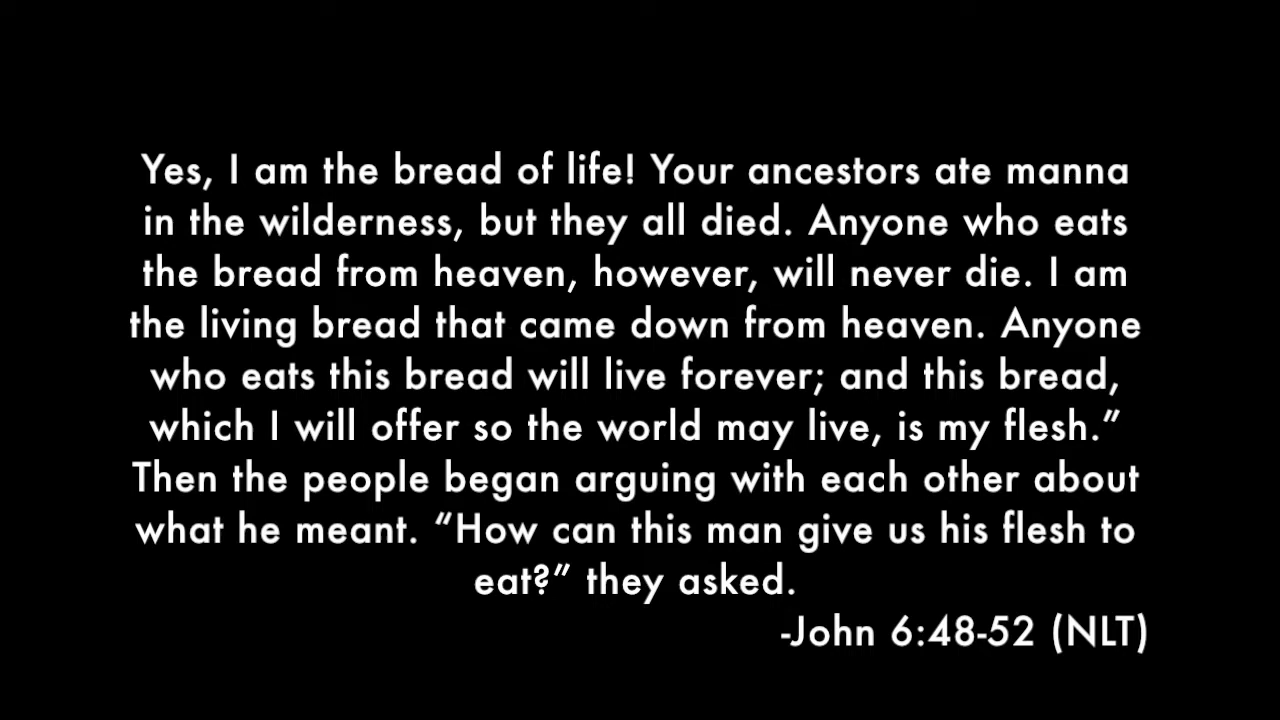 Yes, I am the bread of life! Your ancestors ate manna
in the wilderness, but they all died. Anyone who eats
the bread from heaven, however, will never die. I am
the living bread that came down from heaven. Anyone
who eats this bread will live forever; and this bread,
which I will offer so the world may live, is my flesh.”
Then the people began arguing with each other about
what he meant. “How can this man give us his flesh to
eat?” they asked.
-John 6:48-52 (NLT)